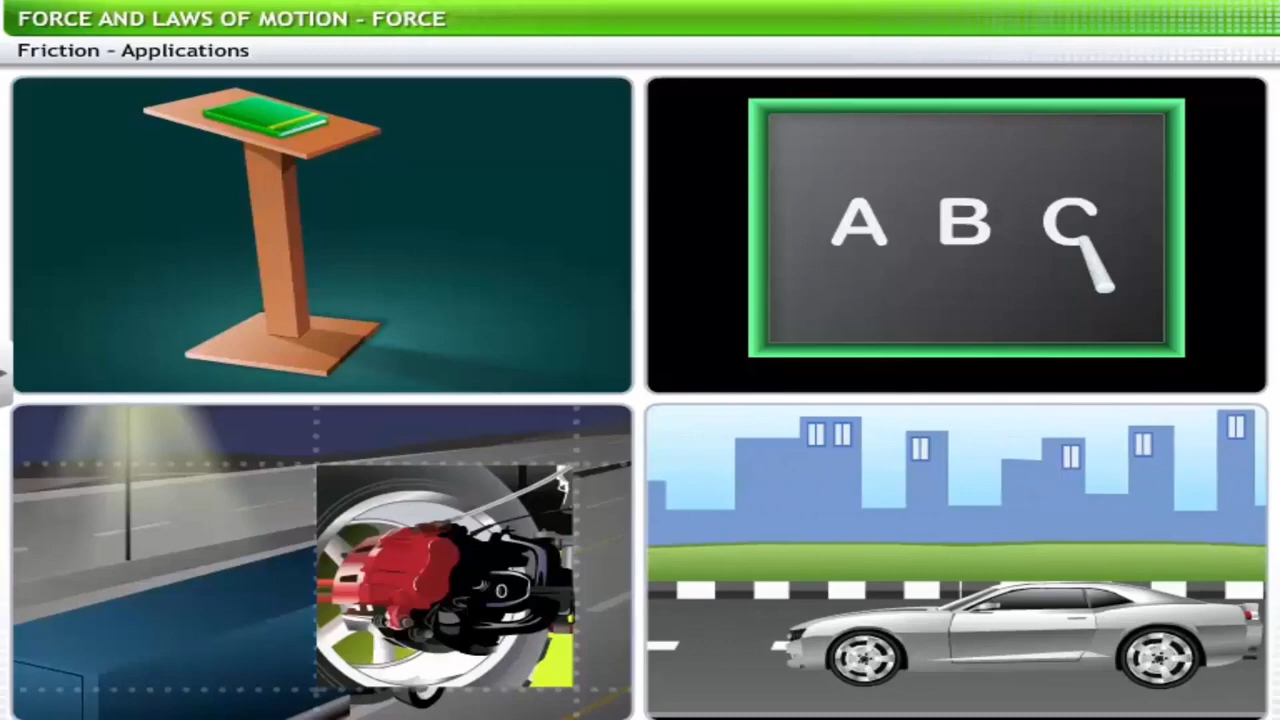 FORCE AND LAWS OF MOTION - FORCE
Friction - Applications
A B C